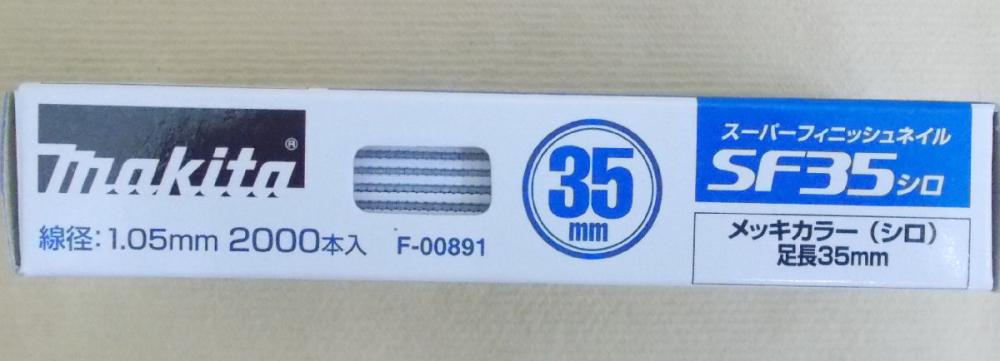 makita®
線径:1.05mm 2000本入 F-00891
35
mm
スーパーフィニッシュネイル
SF35シロ
メッキカラー(シロ)
足長35mm